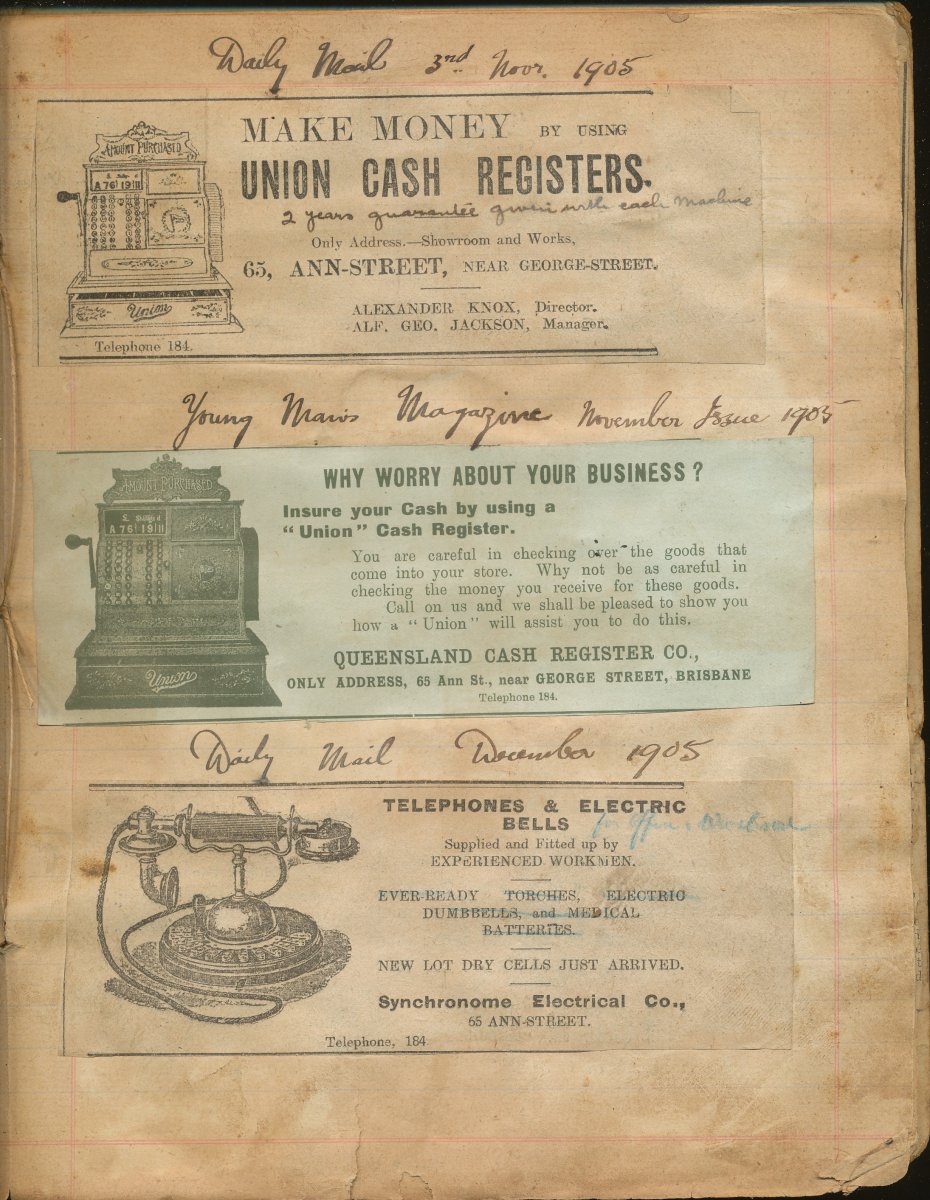 Daily Mail 3rd Novr. 1905
AMOUNT PURCHASED
A 76 19 11
Union
Telephone 184.
MAKE MONEY BY USING
UNION CASH REGISTERS.
2 years guarantee given with each Machine
Only Address.—Showroom and Works,
65, ANN-STREET, NEAR GEORGE-STREET.
ALEXANDER KNOX, Director.
ALF. GEO. JACKSON, Manager.
Young Man's Magazine November Issue 1905
AMOUNT PURCHASED
A 76 19 11
Union
WHY WORRY ABOUT YOUR BUSINESS?
Insure your Cash by using a
"Union" Cash Register.
You are careful in checking over the goods that
come into your store. Why not be as careful in
checking the money you receive for these goods.
Call on us and we shall be pleased to show you
how a "Union" will assist you to do this.
QUEENSLAND CASH REGISTER CO.,
ONLY ADDRESS, 65 Ann St., near GEORGE STREET, BRISBANE
Telephone 184.
Daily Mail December 1905
TELEPHONES & ELECTRIC
BELLS for Office
Supplied and Fitted up by
EXPERIENCED WORKMEN.
EVER-READY TORCHES, ELECTRIC
DUMBBELLS, and MEDICAL
BATTERIES.
NEW LOT DRY CELLS JUST ARRIVED.
Synchronome Electrical Co.,
65 ANN-STREET.
Telephone, 184